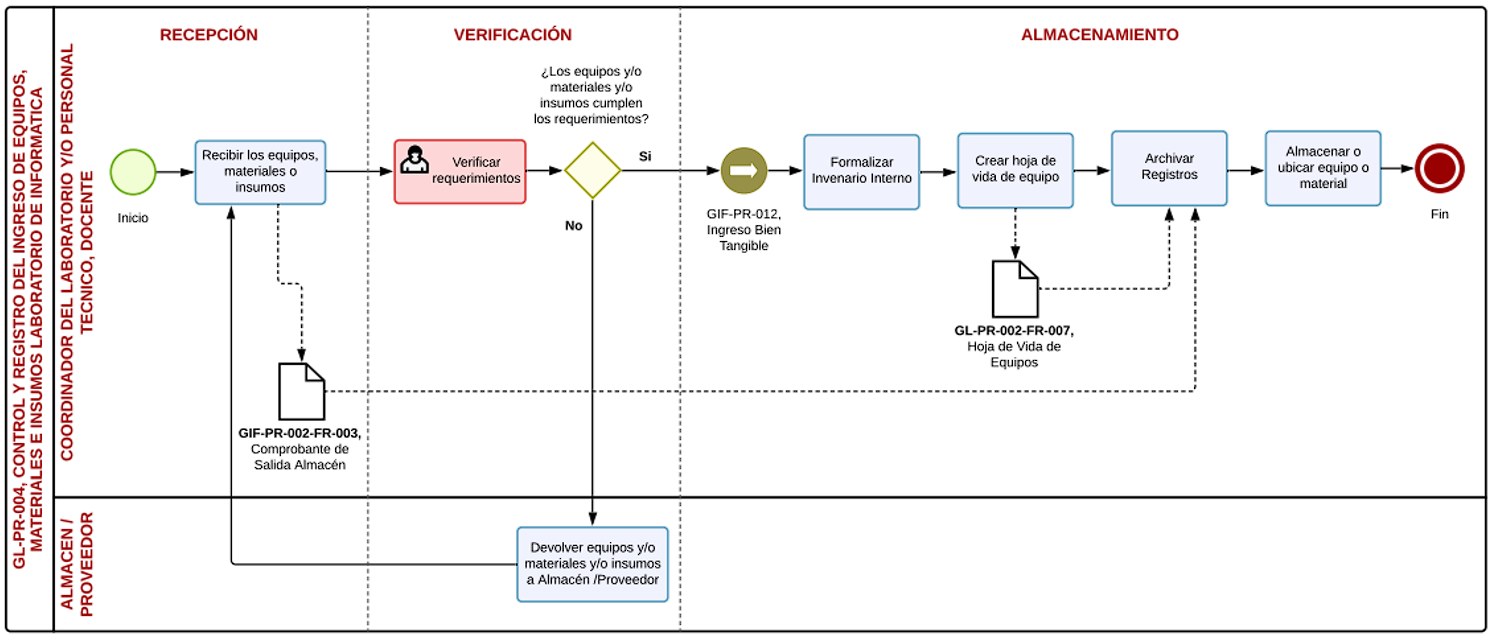 GL-PR-004, CONTROL Y REGISTRO DEL INGRESO DE EQUIPOS,
MATERIALES E INSUMOS LABORATORIO DE INFORMÁTICA
COORDINADOR DEL LABORATORIO Y/O PERSONAL
TECNICO, DOCENTE
RECEPCIÓN
VERIFICACIÓN
ALMACENAMIENTO
Inicio
Recibir los equipos,
materiales o
insumos
GIF-PR-002-FR-003,
Comprobante de
Salida Almacén
Verificar
requerimientos
¿Los equipos y/o
materiales y/o
insumos cumplen
los requerimientos?
Si
No
GIF-PR-012,
Ingreso Bien
Tangible
Formalizar
Invenario Interno
Crear hoja de
vida de equipo
GL-PR-002-FR-007,
Hoja de Vida de
Equipos
Archivar
Registros
Almacenar o
ubicar equipo o
material
Fin
ALMACEN /
PROVEEDOR
Devolver equipos y/o
materiales y/o insumos
a Almacén /Proveedor